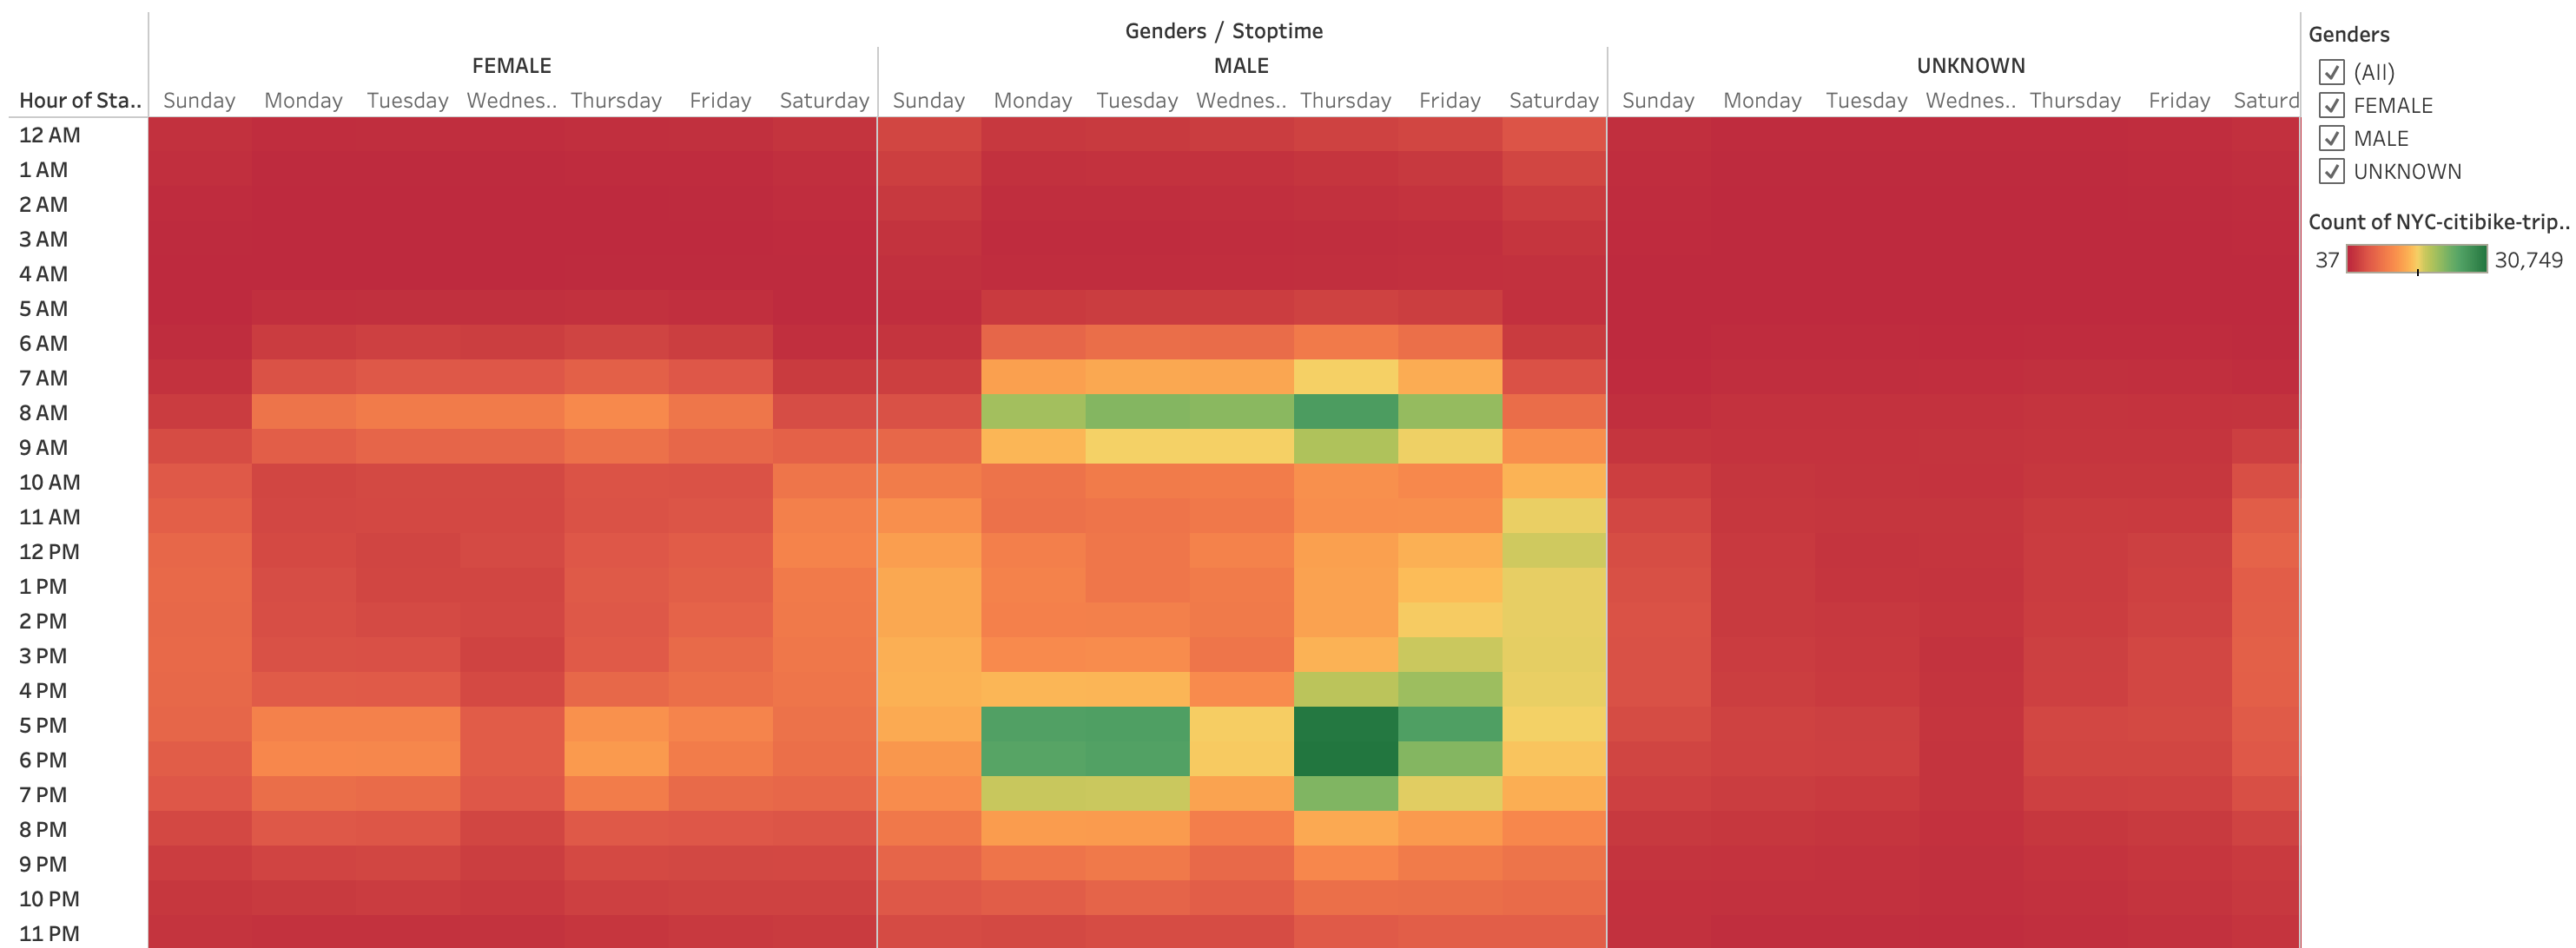 Genders / Stoptime
FEMALE MALE UNKNOWN
Hour of Sta.. Sunday Monday Tuesday Wednes.. Thursday Friday Saturday Sunday Monday Tuesday Wednes.. Thursday Friday Saturday Sunday Monday Tuesday Wednes.. Thursday Friday Saturd
12 AM
1 AM
2 AM
3 AM
4 AM
5 AM
6 AM
7 AM
8 AM
9 AM
10 AM
11 AM
12 PM
1 PM
2 PM
3 PM
4 PM
5 PM
6 PM
7 PM
8 PM
9 PM
10 PM
11 PM
Genders
(All)
FEMALE
MALE
UNKNOWN
Count of NYC-citibike-trip..
37 30,749